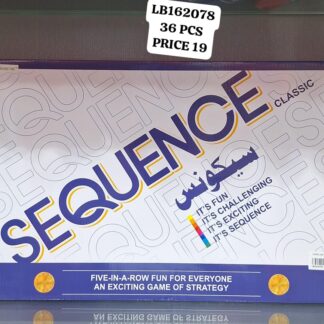 LB162078
36 PCS
PRICE 19
SEQUENCE
CLASSIC
سيكونس
IT'S FUN
IT'S CHALLENGING
IT'S EXCITING
IT'S SEQUENCE
FIVE-IN-A-ROW FUN FOR EVERYONE
AN EXCITING GAME OF STRATEGY